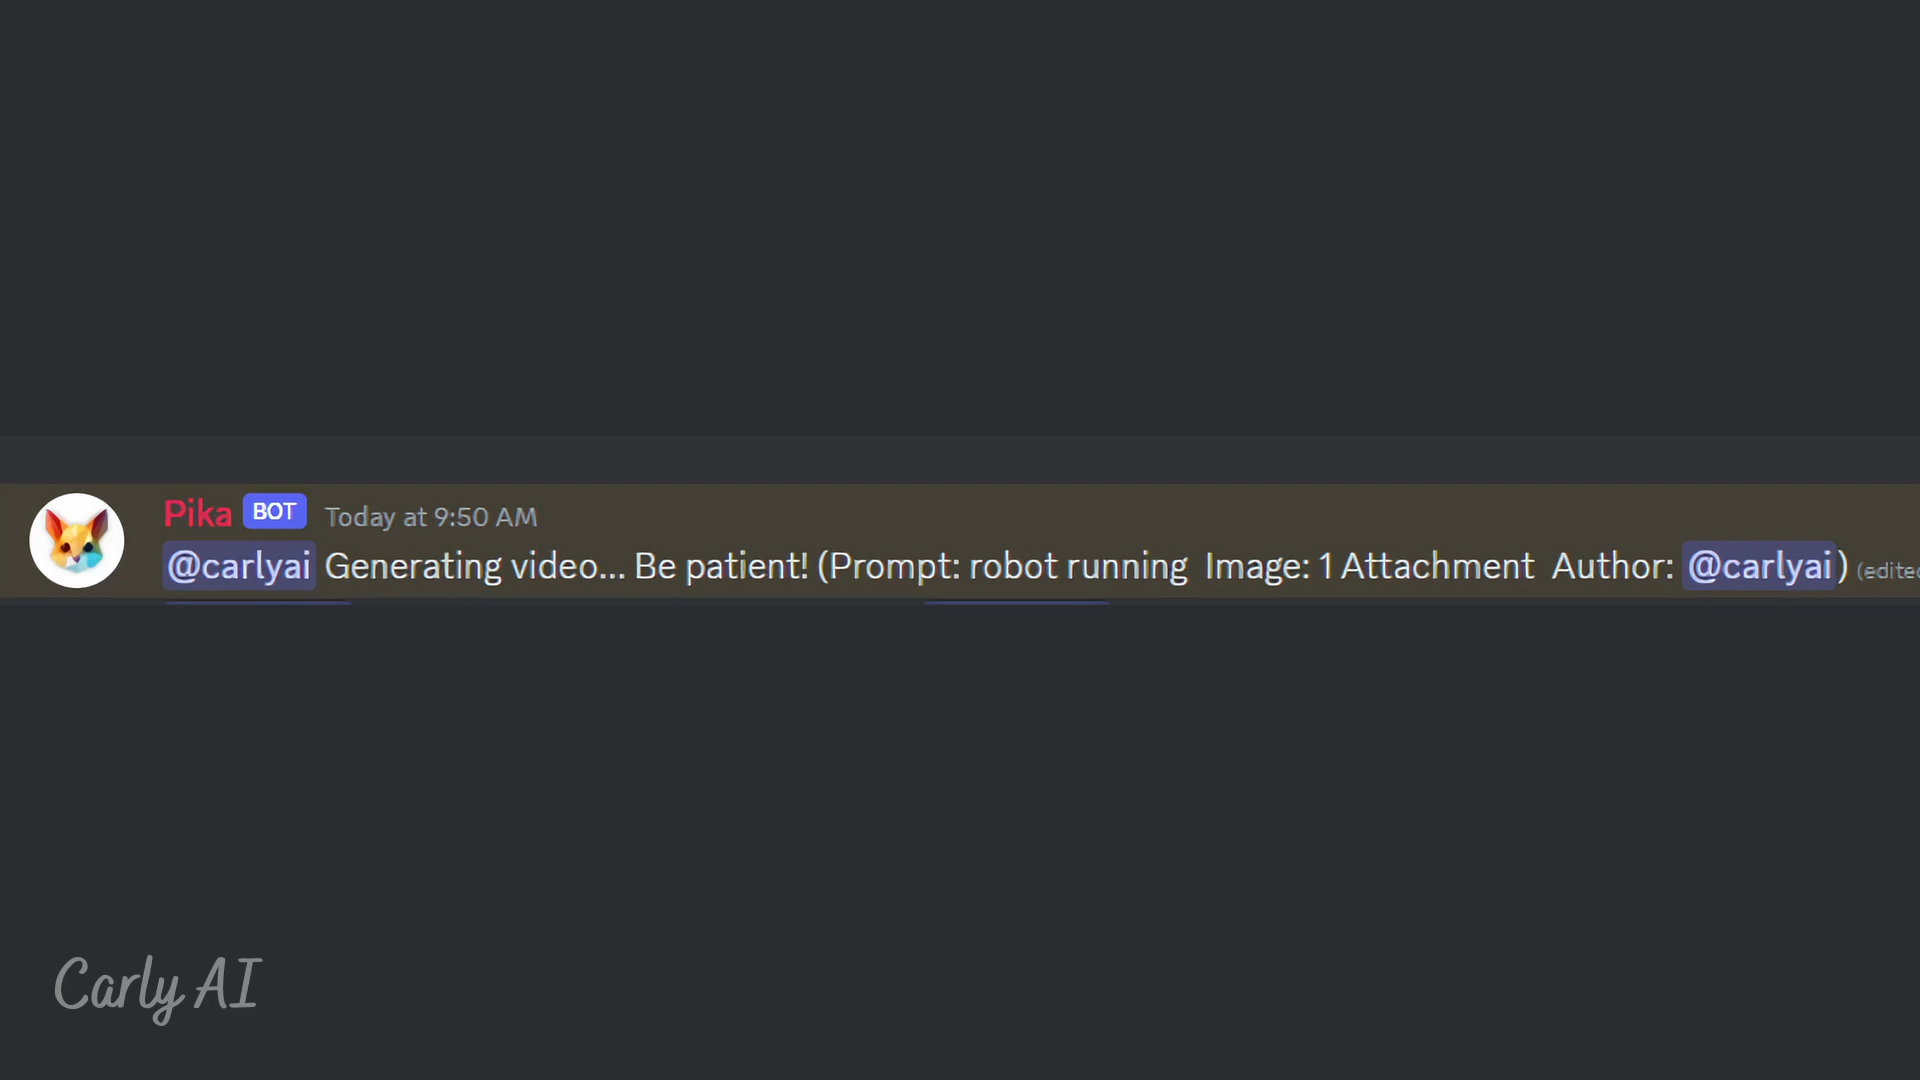 Pika BOT Today at 9:50 AM
@carlyai Generating video... Be patient! (Prompt: robot running Image: 1 Attachment Author: @carlyai) (edited
Carly AI